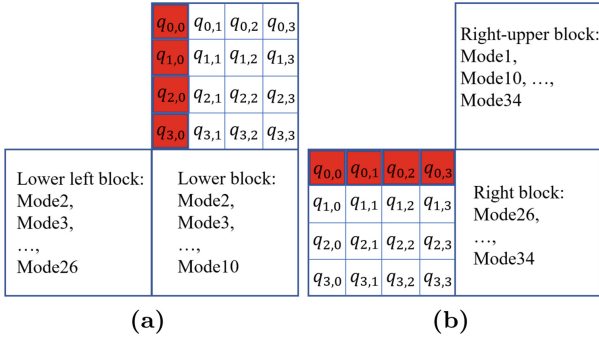 q0,0 q0,1 q0,2 q0,3
q1,0 q1,1 q1,2 q1,3
q2,0 q2,1 q2,2 q2,3
q3,0 q3,1 q3,2 q3,3
Lower left block:
Mode2,
Mode3,
...,
Mode26
Lower block:
Mode2,
Mode3,
...,
Mode10
(a)
Right-upper block:
Mode1,
Mode10, ...,
Mode34
q0,0 q0,1 q0,2 q0,3
q1,0 q1,1 q1,2 q1,3
q2,0 q2,1 q2,2 q2,3
q3,0 q3,1 q3,2 q3,3
Right block:
Mode26,
...,
Mode34
(b)